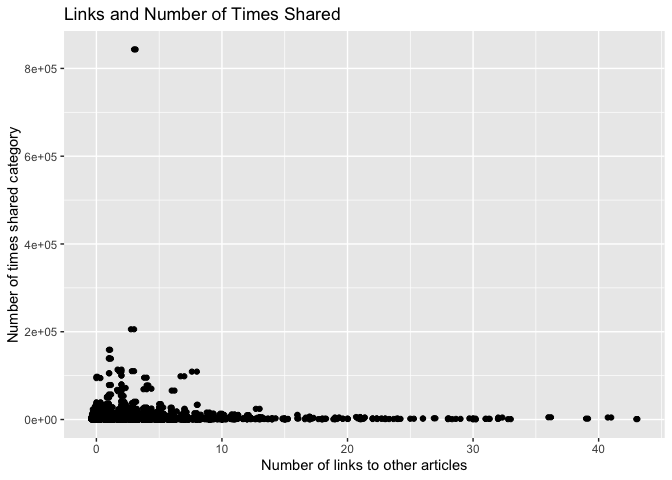 Links and Number of Times Shared
Number of times shared category
8e+05
6e+05
4e+05
2e+05
0e+00
0 10 20 30 40
Number of links to other articles